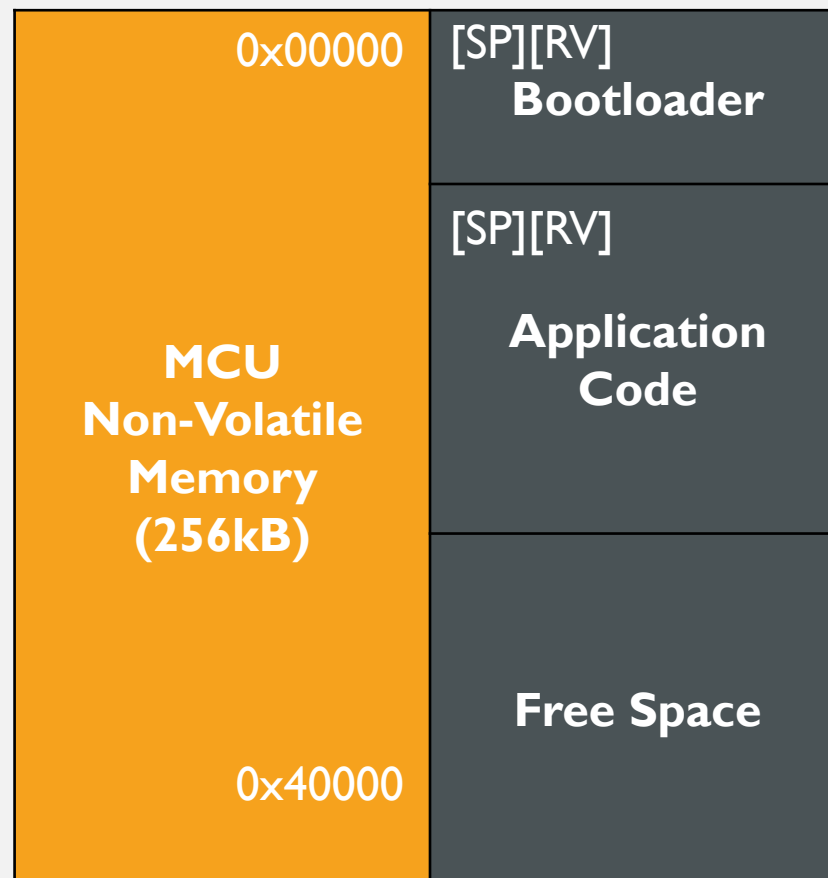 0x00000
MCU
Non-Volatile
Memory
(256kB)
0x40000
[SP][RV]
Bootloader
[SP][RV]
Application
Code
Free Space